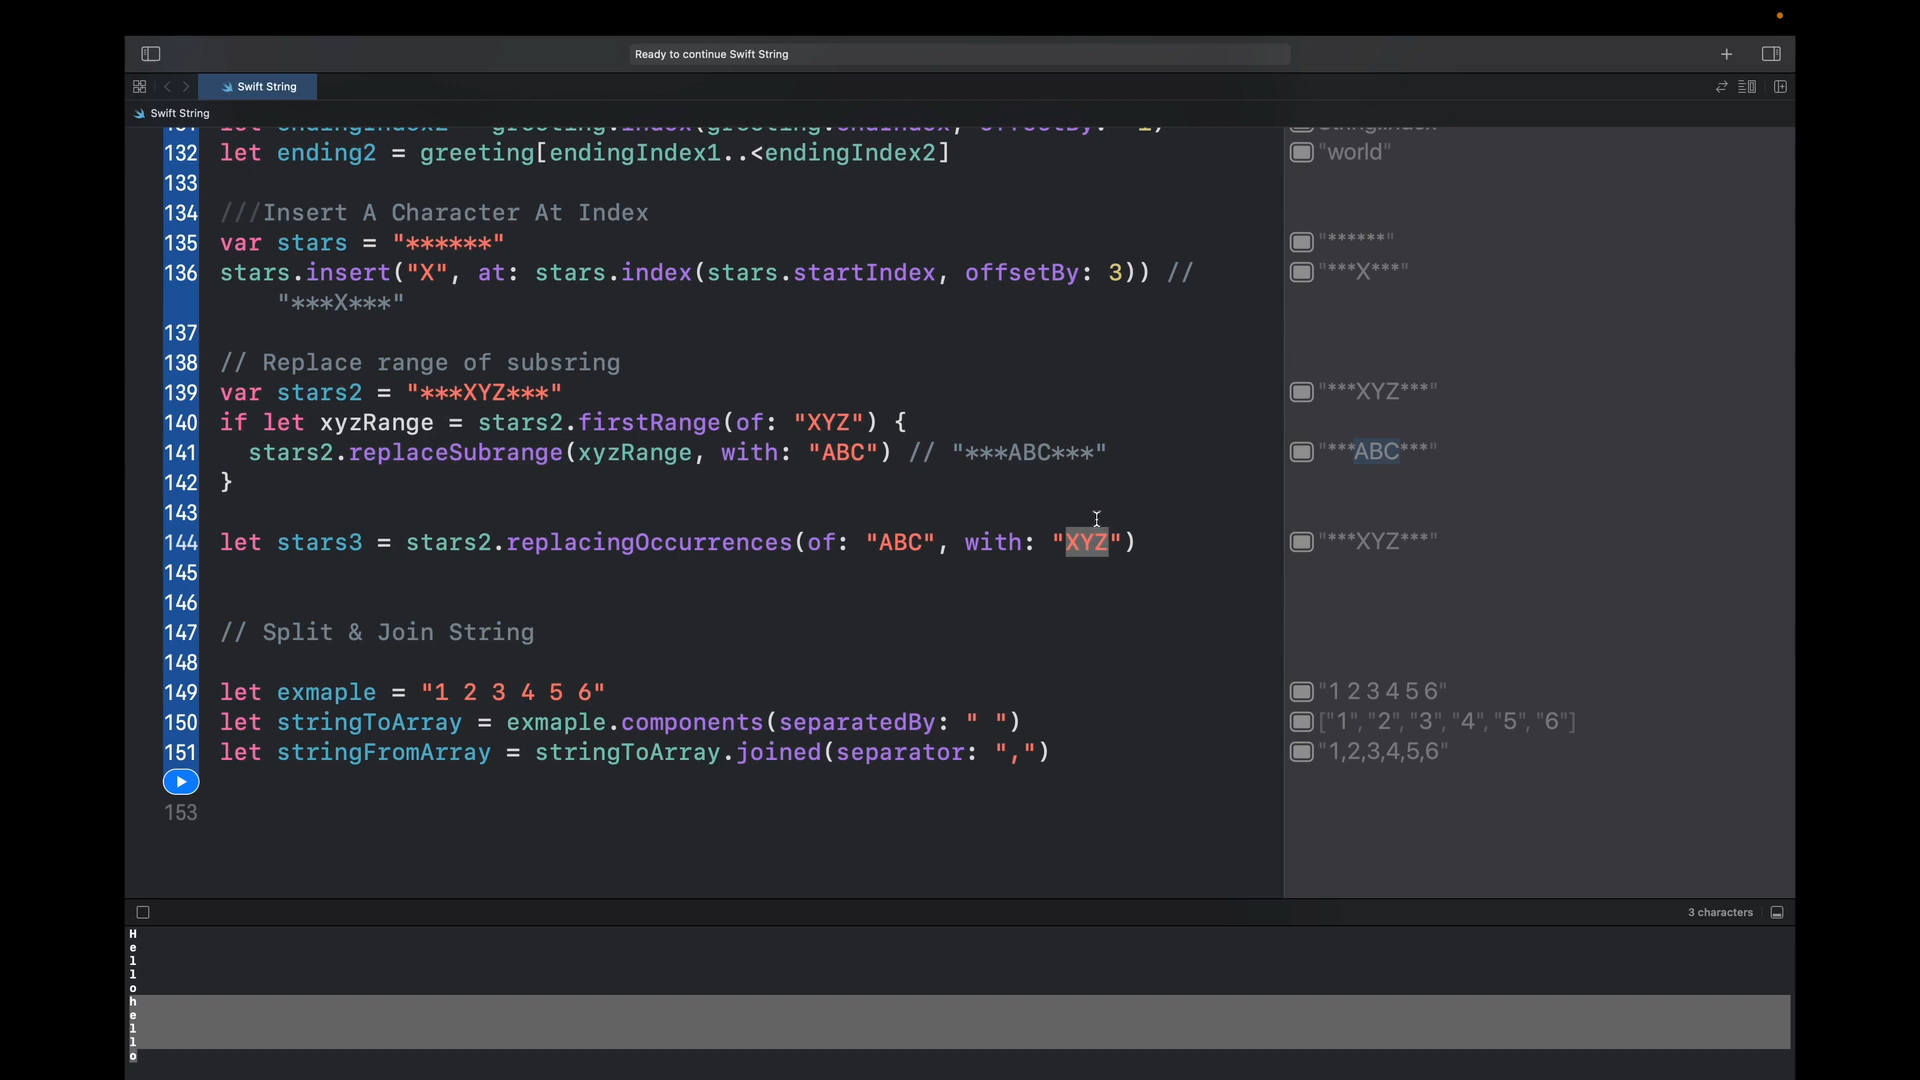 Ready to continue Swift String
Swift String
Swift String
132 let ending2 = greeting[endingIndex1..<endingIndex2] "world"
133
134 ///Insert A Character At Index
135 var stars = "******" "******"
136 stars.insert("X", at: stars.index(stars.startIndex, offsetBy: 3)) // "***X***"
"***X***"
137
138 // Replace range of subsring
139 var stars2 = "***XYZ***" "***XYZ***"
140 if let xyzRange = stars2.firstRange(of: "XYZ") {
141 stars2.replaceSubrange(xyzRange, with: "ABC") // "***ABC***" "***ABC***"
142 }
143
144 let stars3 = stars2.replacingOccurrences(of: "ABC", with: "XYZ") "***XYZ***"
145
146
147 // Split & Join String
148
149 let exmaple = "1 2 3 4 5 6" "1 2 3 4 5 6"
150 let stringToArray = exmaple.components(separatedBy: " ") ["1", "2", "3", "4", "5", "6"]
151 let stringFromArray = stringToArray.joined(separator: ",") "1,2,3,4,5,6"
153
3 characters
H
e
l
l
o
h
e
l
l
o